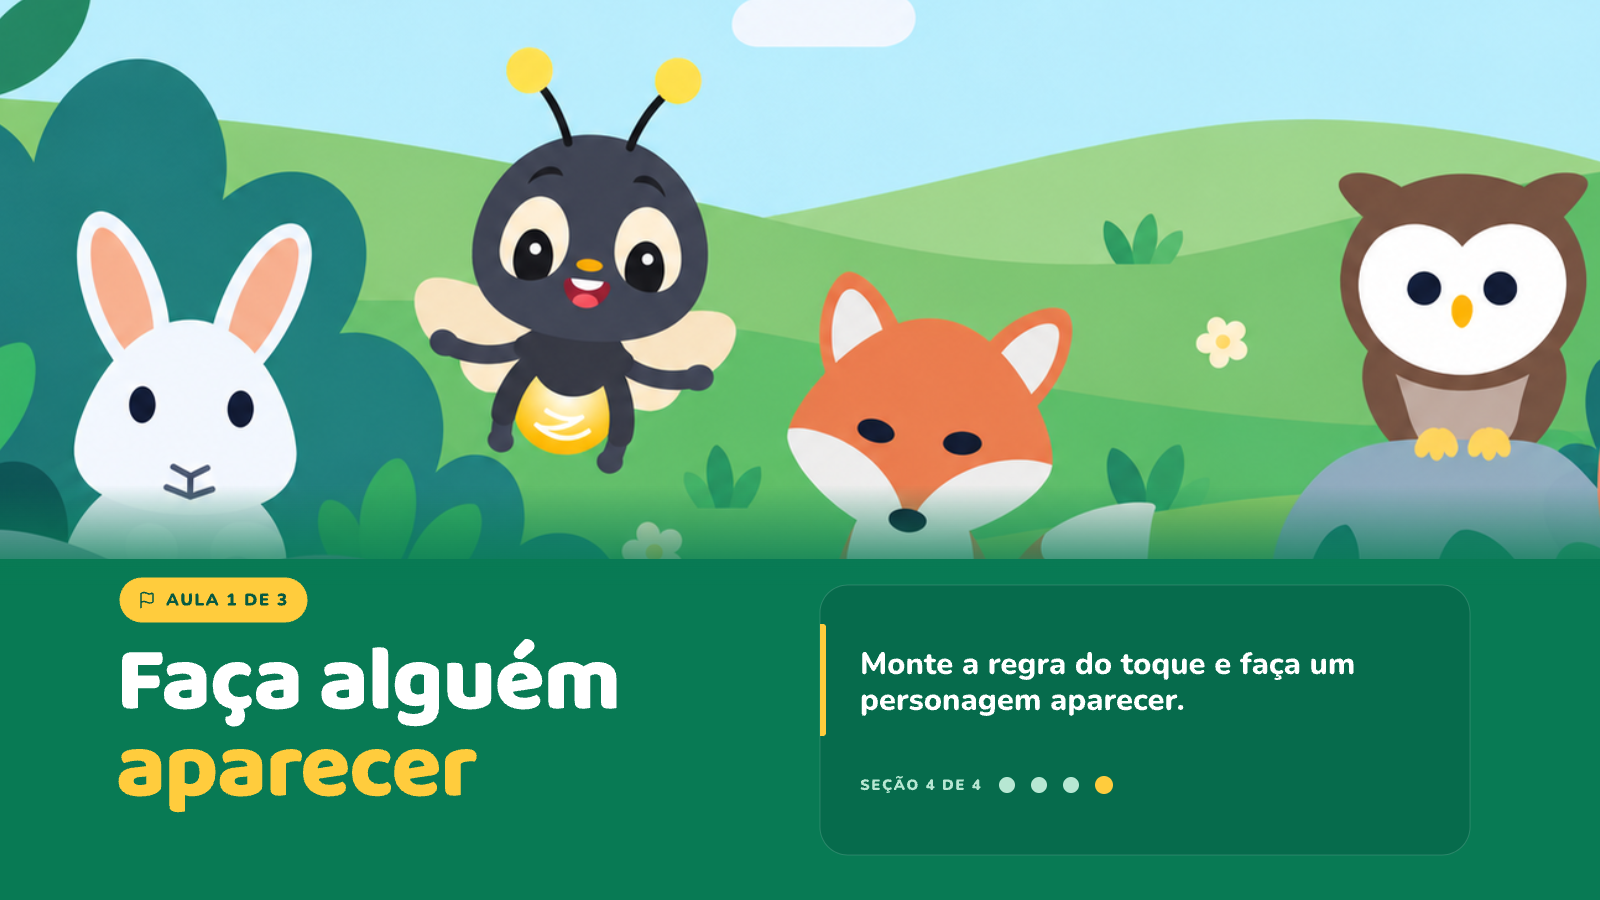 AULA 1 DE 3
Faça alguém
aparecer
Monte a regra do toque e faça um
personagem aparecer.
SEÇÃO 4 DE 4